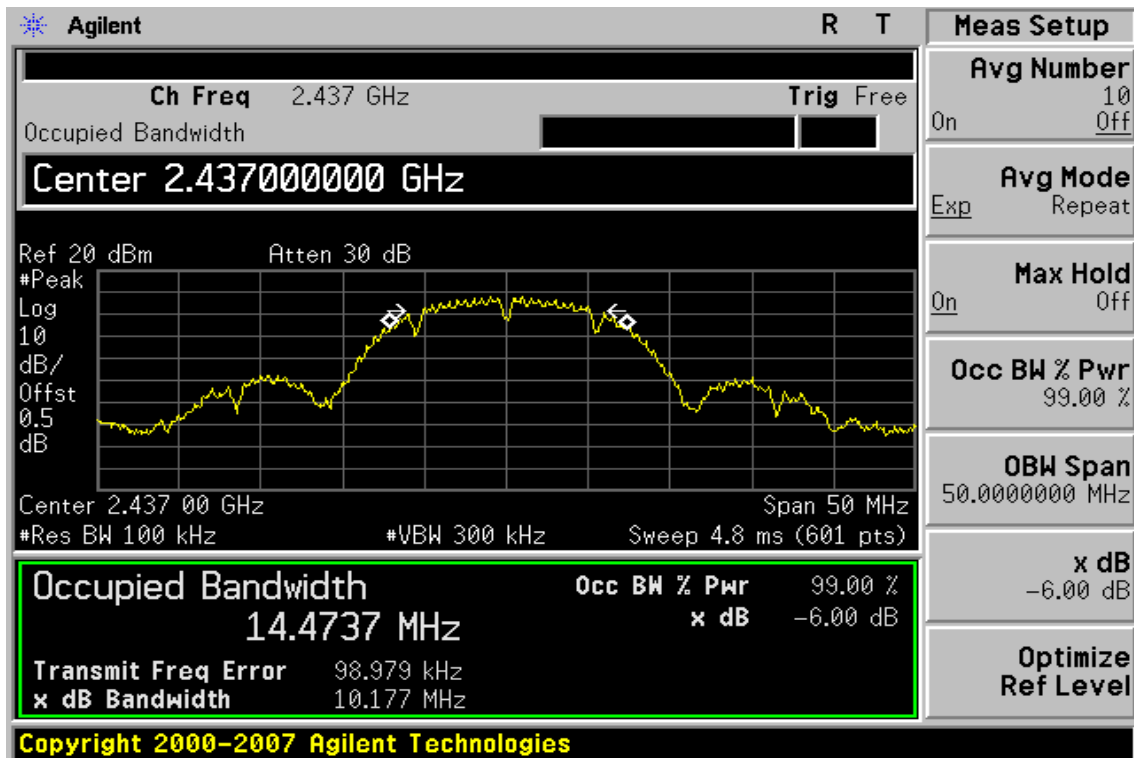 Agilent R T
Ch Freq 2.437 GHz Trig Free
Occupied Bandwidth
Center 2.437000000 GHz
Ref 20 dBm Atten 30 dB
#Peak
Log
10
dB/
Offst
0.5
dB
Center 2.437 00 GHz Span 50 MHz
#Res BW 100 kHz #VBW 300 kHz Sweep 4.8 ms (601 pts)
Occupied Bandwidth
14.4737 MHz
Occ BW % Pwr 99.00 %
x dB -6.00 dB
Transmit Freq Error 98.979 kHz
x dB Bandwidth 10.177 MHz
Copyright 2000-2007 Agilent Technologies
Meas Setup
Avg Number
10
On Off
Avg Mode
Exp Repeat
Max Hold
On Off
Occ BW % Pwr
99.00 %
OBW Span
50.0000000 MHz
x dB
-6.00 dB
Optimize
Ref Level